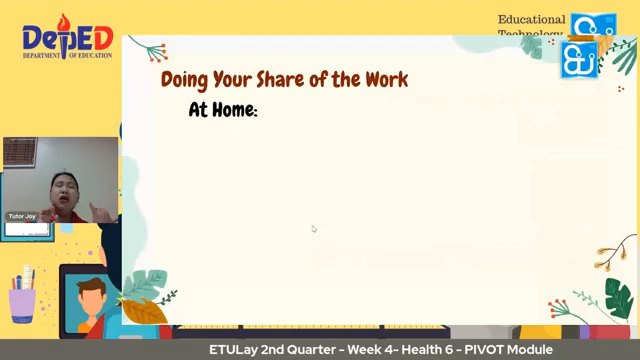 DepED
DEPARTMENT OF EDUCATION
Educational
Technology
Doing Your Share of the Work
At Home:
Tutor Joy
ETULay 2nd Quarter - Week 4- Health 6 - PIVOT Module